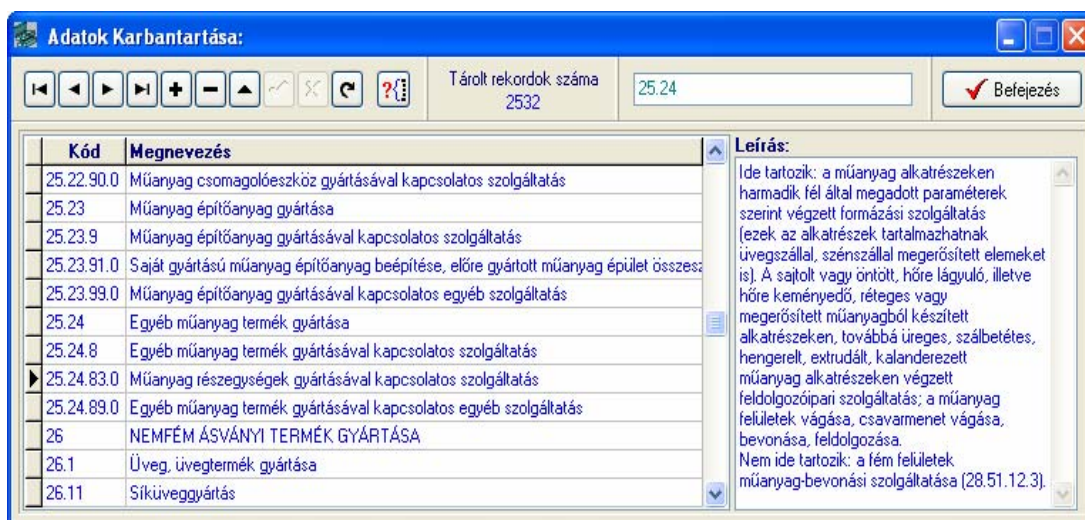 Adatok Karbantartása:
Tárolt rekordok száma
2532
25.24
Befejezés
Kód Megnevezés
25.22.90.0 Műanyag csomagolóeszköz gyártásával kapcsolatos szolgáltatás
25.23 Műanyag építőanyag gyártása
25.23.9 Műanyag építőanyag gyártásával kapcsolatos szolgáltatás
25.23.91.0 Saját gyártású műanyag építőanyag beépítése, előre gyártott műanyag épület összesz
25.23.99.0 Műanyag építőanyag gyártásával kapcsolatos egyéb szolgáltatás
25.24 Egyéb műanyag termék gyártása
25.24.8 Egyéb műanyag termék gyártásával kapcsolatos szolgáltatás
25.24.83.0 Műanyag részegységek gyártásával kapcsolatos szolgáltatás
25.24.89.0 Egyéb műanyag termék gyártásával kapcsolatos egyéb szolgáltatás
26 NEMFÉM ÁSVÁNYI TERMÉK GYÁRTÁSA
26.1 Üveg, üvegtermék gyártása
26.11 Síküveggyártás
Leírás:
Ide tartozik: a műanyag alkatrészeken
harmadik fél által megadott paraméterek
szerint végzett formázási szolgáltatás
(ezek az alkatrészek tartalmazhatnak
üvegszállal, szénszállal megerősített elemeket
is). A sajtolt vagy öntött, hőre lágyuló, illetve
hőre keményedő, réteges vagy
megerősített műanyagból készített
alkatrészeken, továbbá üreges, szálbetétes,
hengerelt, extrudált, kalanderezett
műanyag alkatrészeken végzett
feldolgozóipari szolgáltatás; a műanyag
felületek vágása, csavarmenet vágása,
bevonása, feldolgozása.
Nem ide tartozik: a fém felületek
műanyag-bevonási szolgáltatása (28.51.12.3).